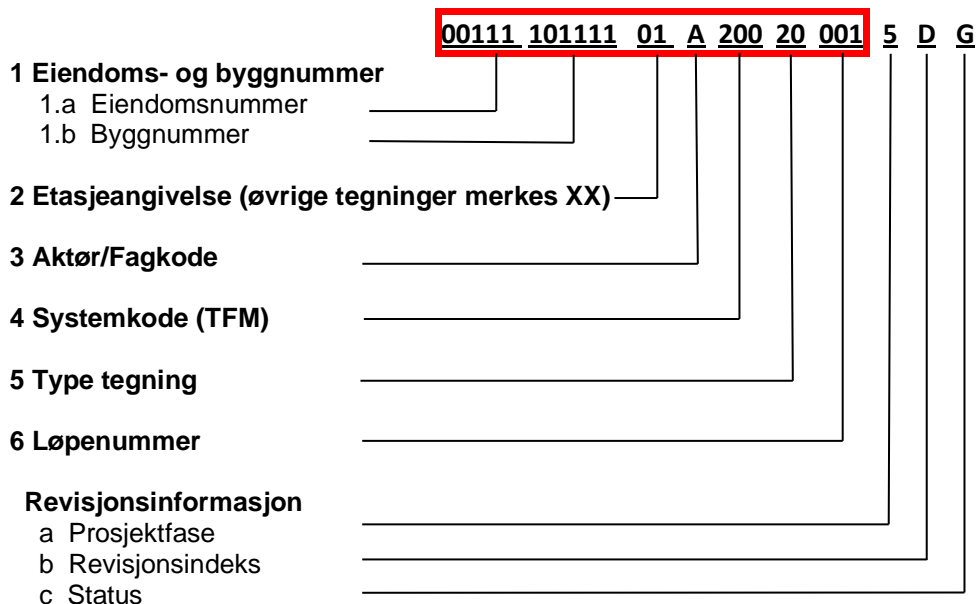 00111 101111 01 A 200 20 001 5 D G
1 Eiendoms- og byggnummer
1.a Eiendomsnummer
1.b Byggnummer
2 Etasjeangivelse (øvrige tegninger merkes XX)
3 Aktør/Fagkode
4 Systemkode (TFM)
5 Type tegning
6 Løpenummer
Revisjonsinformasjon
a Prosjektfase
b Revisjonsindeks
c Status